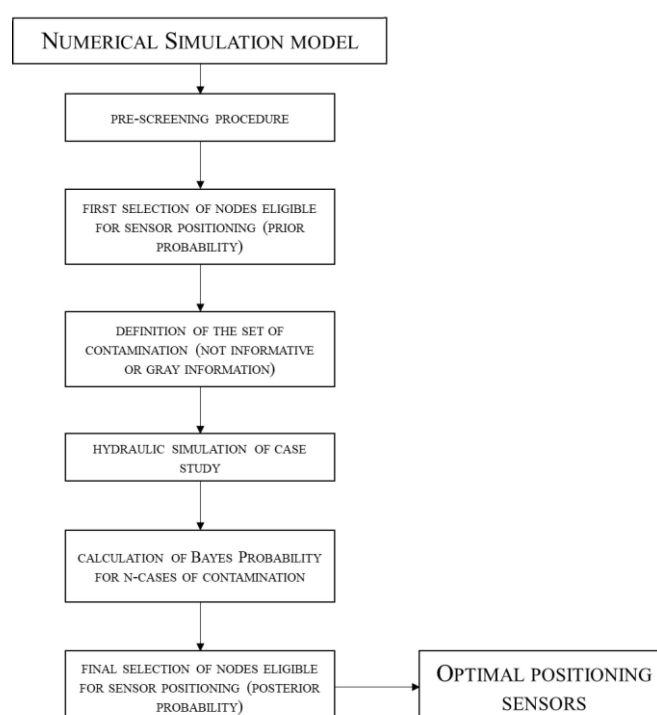 NUMERICAL SIMULATION MODEL
PRE-SCREENING PROCEDURE
FIRST SELECTION OF NODES ELIGIBLE
FOR SENSOR POSITIONING (PRIOR
PROBABILITY)
DEFINITION OF THE SET OF
CONTAMINATION (NOT INFORMATIVE
OR GRAY INFORMATION)
HYDRAULIC SIMULATION OF CASE
STUDY
CALCULATION OF BAYES PROBABILITY
FOR N-CASES OF CONTAMINATION
FINAL SELECTION OF NODES ELIGIBLE
FOR SENSOR POSITIONING (POSTERIOR
PROBABILITY)
OPTIMAL POSITIONING
SENSORS